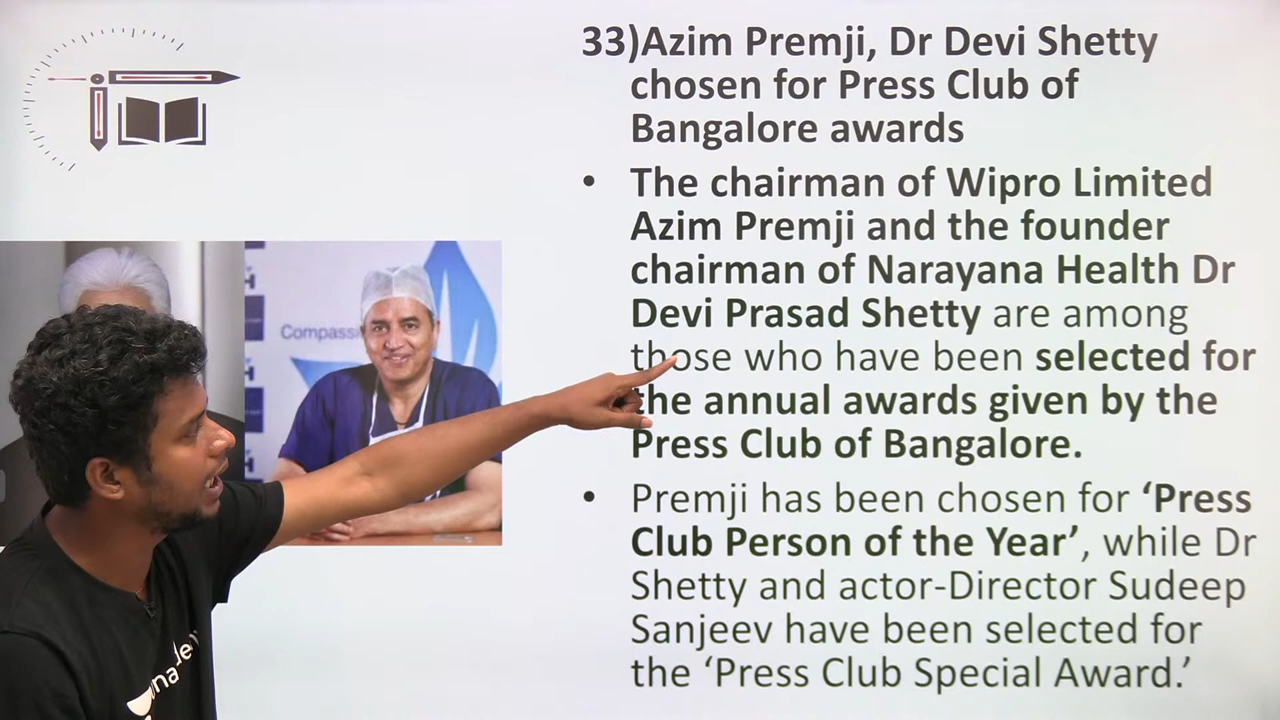 33)Azim Premji, Dr Devi Shetty
chosen for Press Club of
Bangalore awards
• The chairman of Wipro Limited
Azim Premji and the founder
chairman of Narayana Health Dr
Devi Prasad Shetty are among
those who have been selected for
the annual awards given by the
Press Club of Bangalore.
• Premji has been chosen for ‘Press
Club Person of the Year’, while Dr
Shetty and actor-Director Sudeep
Sanjeev have been selected for
the ‘Press Club Special Award.’